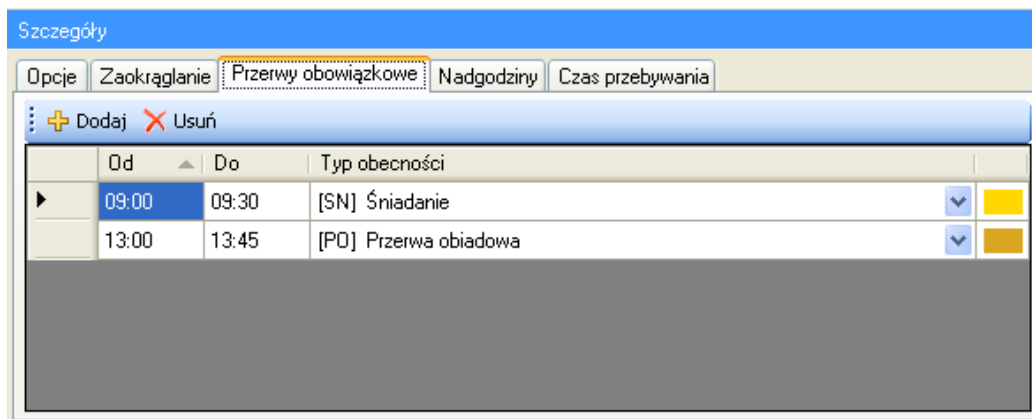 Szczegóły
Opcje Zaokrąglanie Przerwy obowiązkowe Nadgodziny Czas przebywania
Dodaj Usuń
Od Do Typ obecności
09:00 09:30 [SN] Śniadanie
13:00 13:45 [PO] Przerwa obiadowa